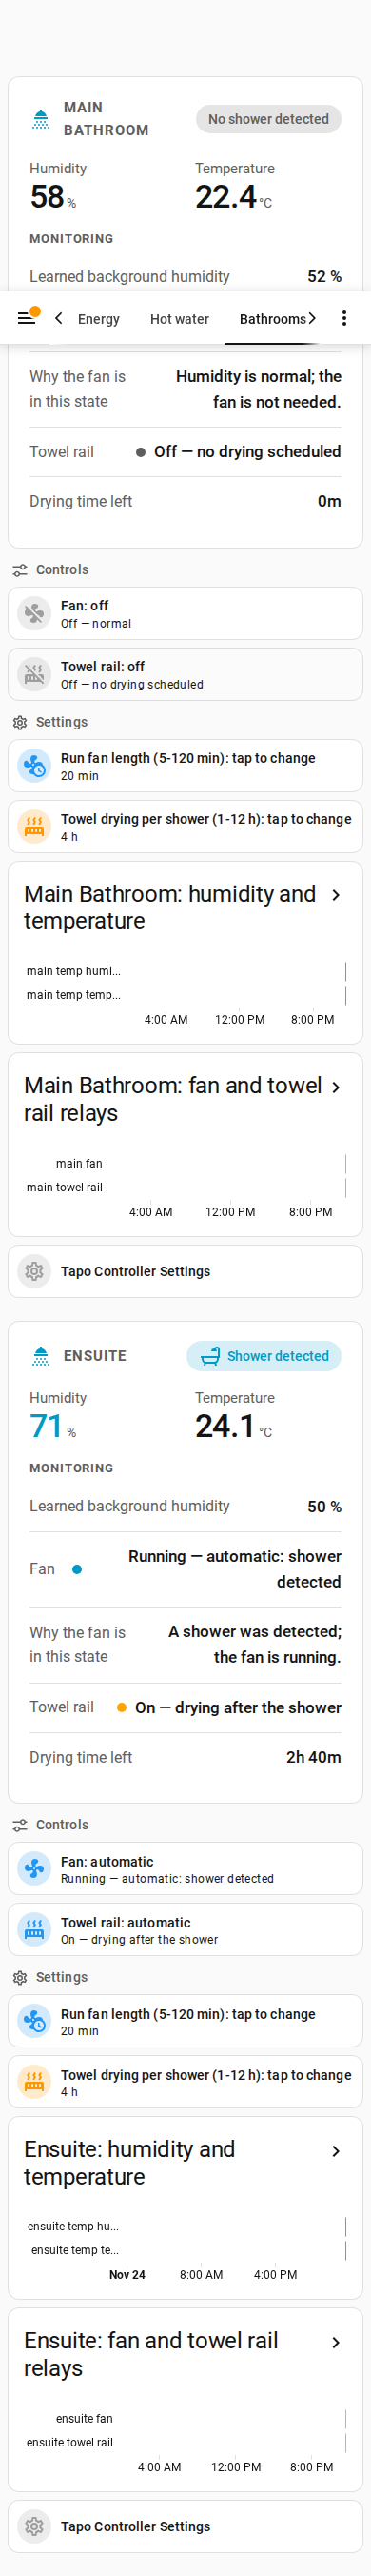 MAIN
BATHROOM
No shower detected
Humidity
Temperature
58 %
22.4 °C
MONITORING
Learned background humidity
52 %
Energy
Hot water
Bathrooms
Why the fan is
in this state
Humidity is normal; the
fan is not needed.
Towel rail
Off — no drying scheduled
Drying time left
0m
Controls
Fan: off
Off — normal
Towel rail: off
Off — no drying scheduled
Settings
Run fan length (5-120 min): tap to change
20 min
Towel drying per shower (1-12 h): tap to change
4 h
Main Bathroom: humidity and
temperature
main temp humi...
main temp temp...
4:00 AM
12:00 PM
8:00 PM
Main Bathroom: fan and towel
rail relays
main fan
main towel rail
4:00 AM
12:00 PM
8:00 PM
Tapo Controller Settings
ENSUITE
Shower detected
Humidity
Temperature
71 %
24.1 °C
MONITORING
Learned background humidity
50 %
Fan
Running — automatic: shower
detected
Why the fan is
in this state
A shower was detected;
the fan is running.
Towel rail
On — drying after the shower
Drying time left
2h 40m
Controls
Fan: automatic
Running — automatic: shower detected
Towel rail: automatic
On — drying after the shower
Settings
Run fan length (5-120 min): tap to change
20 min
Towel drying per shower (1-12 h): tap to change
4 h
Ensuite: humidity and
temperature
ensuite temp hu...
ensuite temp te...
Nov 24
8:00 AM
4:00 PM
Ensuite: fan and towel rail
relays
ensuite fan
ensuite towel rail
4:00 AM
12:00 PM
8:00 PM
Tapo Controller Settings